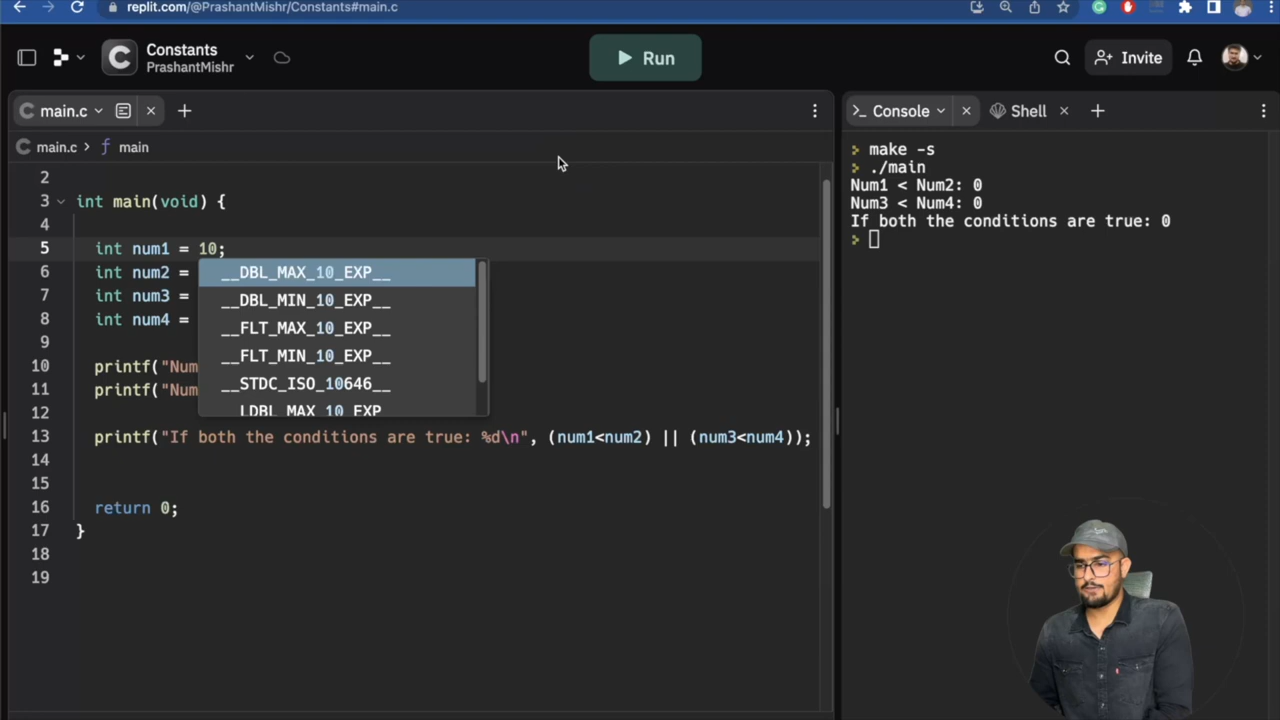 replit.com/@PrashantMishr/Constants#main.c
Constants
PrashantMishr
Run
Invite
main.c
main.c > ƒ main
2
3 int main(void) {
4
5 int num1 = 10;
6 int num2 =
7 int num3 =
8 int num4 =
__DBL_MAX_10_EXP__
__DBL_MIN_10_EXP__
__FLT_MAX_10_EXP__
__FLT_MIN_10_EXP__
__STDC_ISO_10646__
LDBL_MAX_10_EXP
9
10 printf("Num
11 printf("Num
12
13 printf("If both the conditions are true: %d\n", (num1<num2) || (num3<num4));
14
15
16 return 0;
17 }
18
19
Console
Shell
make -s
./main
Num1 < Num2: 0
Num3 < Num4: 0
If both the conditions are true: 0